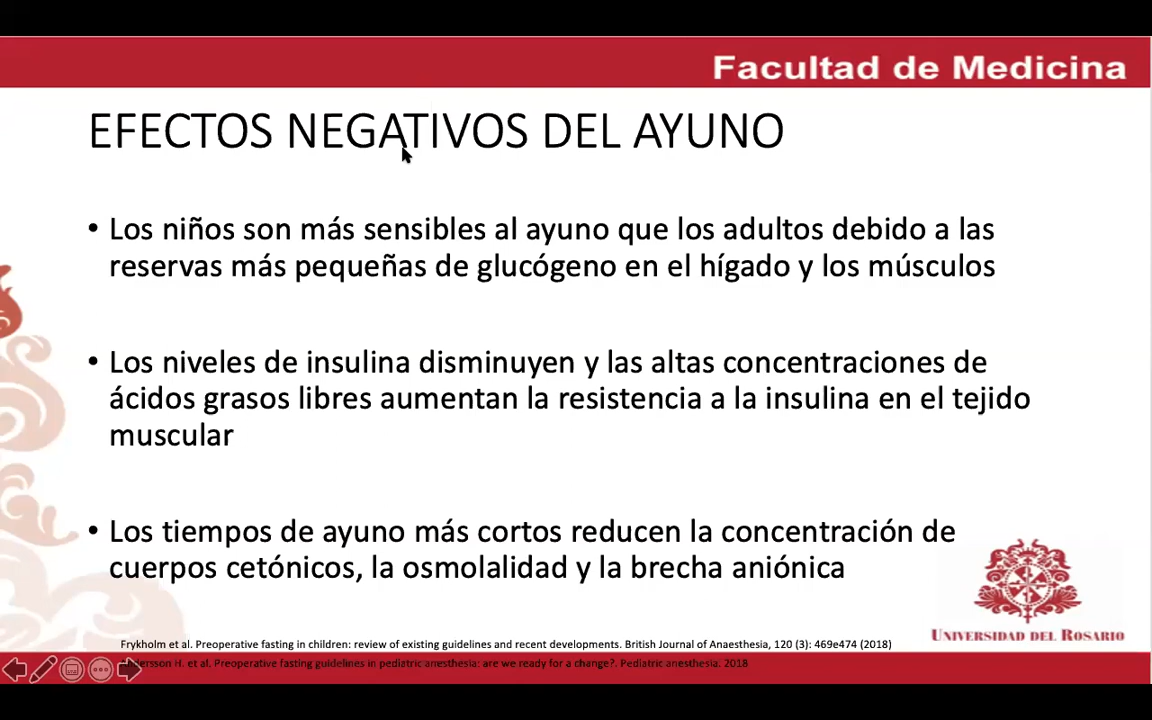 Facultad de Medicina
EFECTOS NEGATIVOS DEL AYUNO
• Los niños son más sensibles al ayuno que los adultos debido a las
reservas más pequeñas de glucógeno en el hígado y los músculos
• Los niveles de insulina disminuyen y las altas concentraciones de
ácidos grasos libres aumentan la resistencia a la insulina en el tejido
muscular
• Los tiempos de ayuno más cortos reducen la concentración de
cuerpos cetónicos, la osmolalidad y la brecha aniónica
UNIVERSIDAD DEL ROSARIO
Frykholm et al. Preoperative fasting in children: review of existing guidelines and recent developments. British Journal of Anaesthesia, 120 (3): 469e474 (2018)
H. et al. Preoperative fasting guidelines in pediatric anesthesia: are we ready for a change?. Pediatric anesthesia. 2018